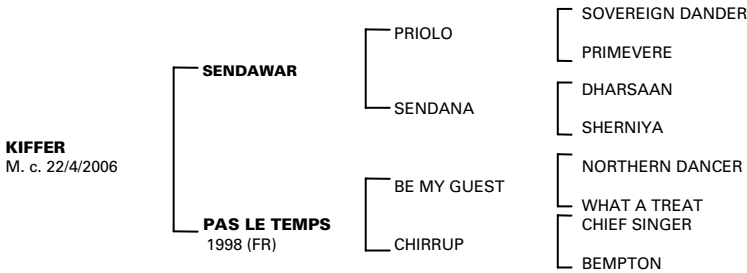 SOVEREIGN DANDER
PRIOLO
PRIMEVERE
SENDAWAR
DHARSAAN
SENDANA
SHERNIYA
KIFFER
M. c. 22/4/2006
NORTHERN DANCER
BE MY GUEST
WHAT A TREAT
PAS LE TEMPS
1998 (FR)
CHIEF SINGER
CHIRRUP
BEMPTON